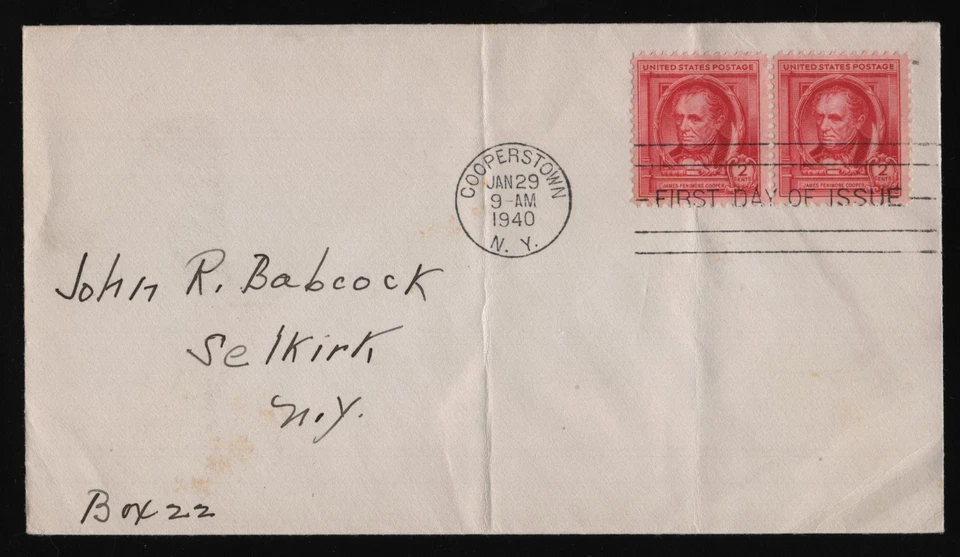 UNITED STATES POSTAGE
JAMES FENIMORE COOPER
2
CENTS
UNITED STATES POSTAGE
JAMES FENIMORE COOPER
2
CENTS
FIRST DAY OF ISSUE
COOPERSTOWN
JAN 29
9-AM
1940
N. Y.
John R. Babcock
Selkirk
N.Y.
Box 22